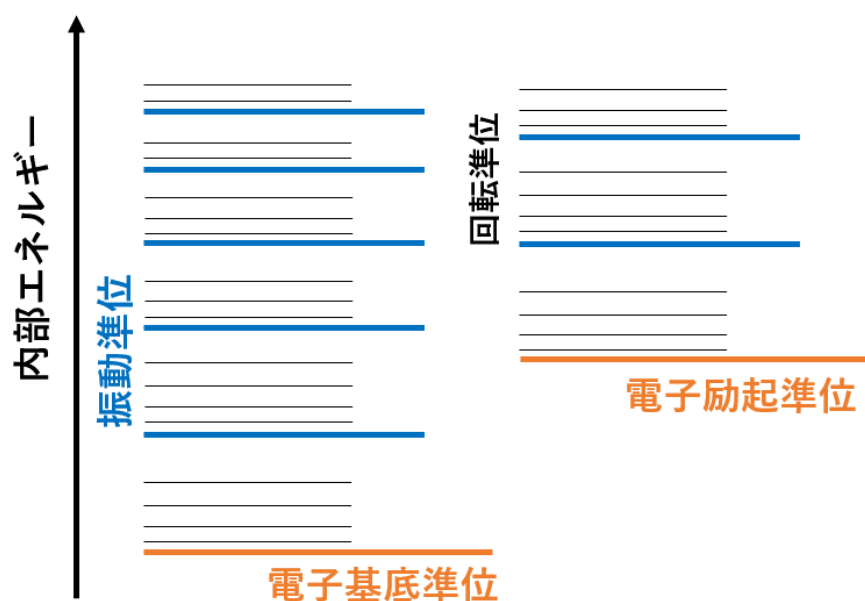 内部エネルギー
振動準位
回転準位
電子励起準位
電子基底準位